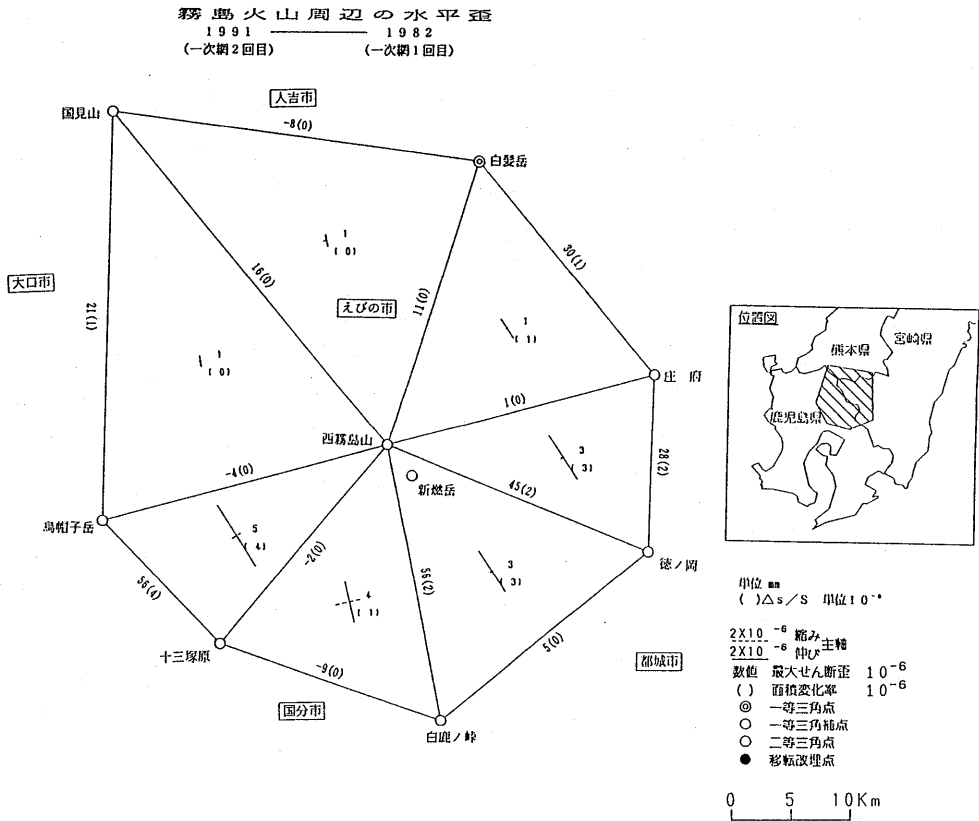 霧島火山周辺の水平歪
1991 ――― 1982
(一次網2回目) (一次網1回目)
人吉市
国見山
-8(0)
白髪岳
30(1)
1
( 0)
16(0)
大口市
21(1)
えびの市
11(0)
1
( 1)
位置図
宮崎県
熊本県
鹿児島県
1
( 0)
庄 府
1(0)
西霧島山
3
( 3)
28(2)
-4(0)
新燃岳
45(2)
烏帽子岳
5
( 4)
-2(0)
徳ノ岡
3
( 3)
56(4)
4
( 1)
56(2)
十三塚原
5(0)
-9(0)
都城市
国分市
白鹿ノ峠
単位 mm
( )△s/S 単位10⁻⁶
2X10⁻⁶ 縮み 主軸
2X10⁻⁶ 伸び
数値 最大せん断歪 10⁻⁶
( ) 面積変化率 10⁻⁶
一等三角点
一等三角補点
二等三角点
移転改埋点
0 5 10Km